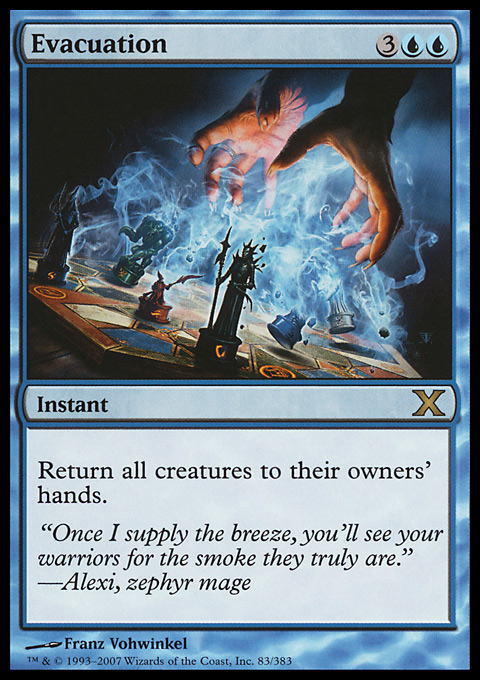 Evacuation 3
Instant X
Return all creatures to their owners'
hands.
“Once I supply the breeze, you'll see your
warriors for the smoke they truly are.”
—Alexi, zephyr mage
Franz Vohwinkel
™ & © 1993–2007 Wizards of the Coast, Inc. 83/383